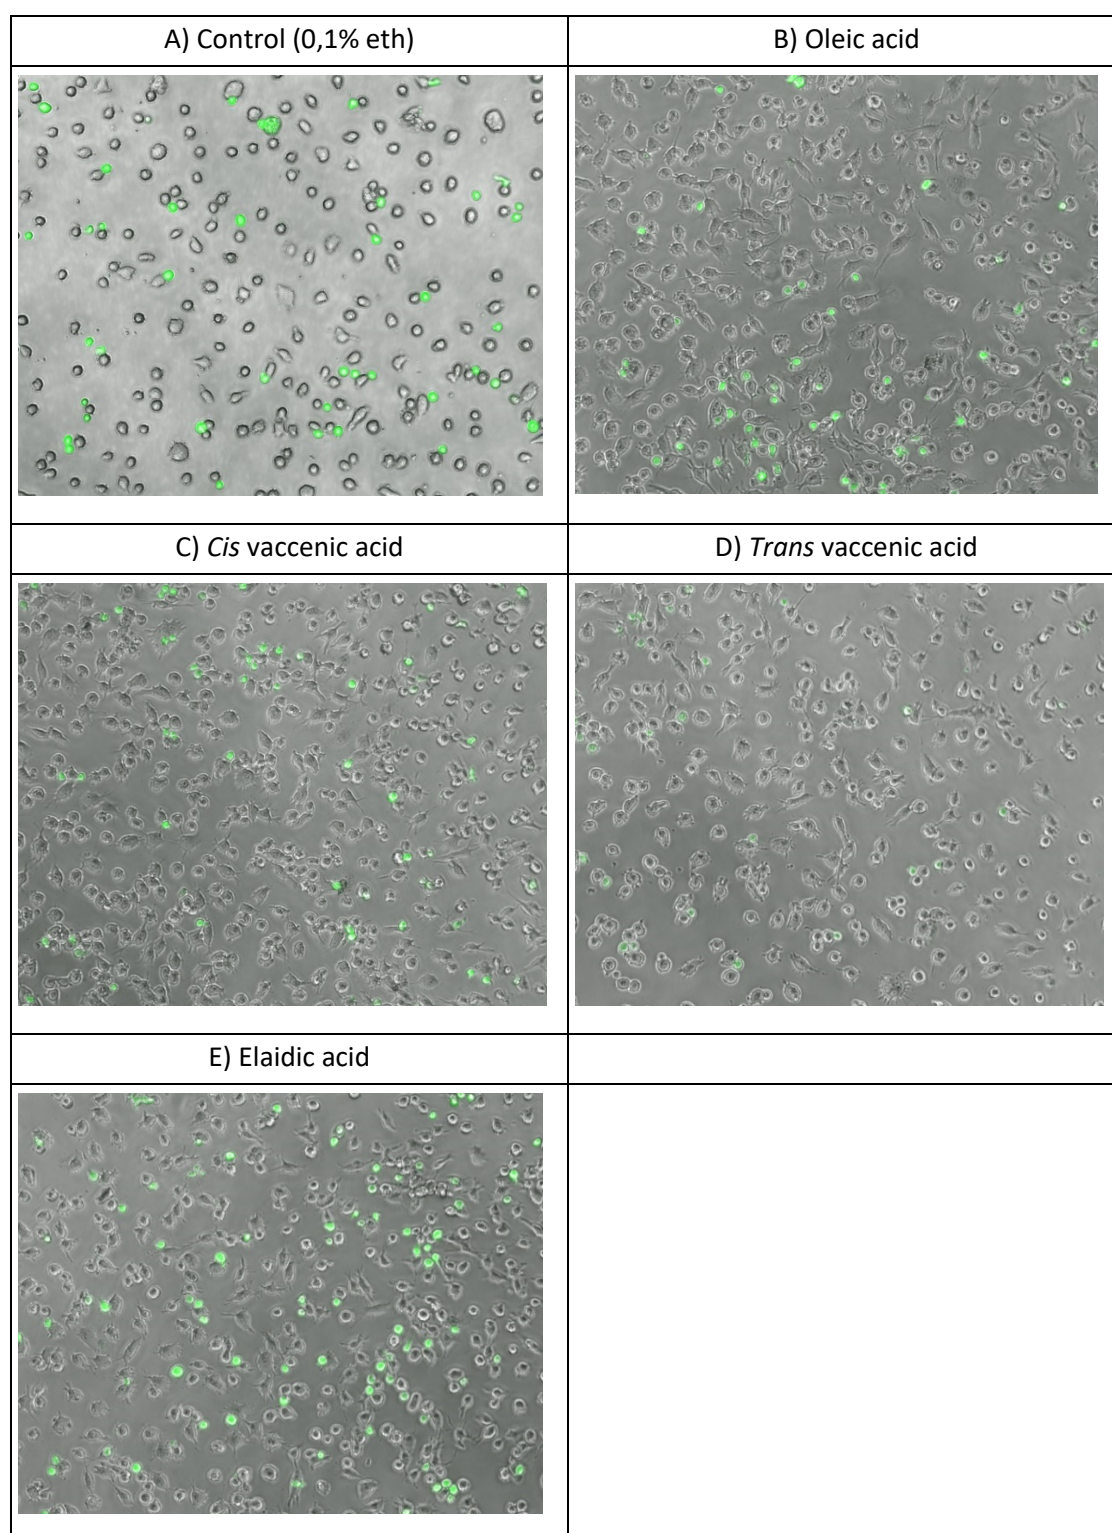 A) Control (0,1% eth)
B) Oleic acid
C) Cis vaccenic acid
D) Trans vaccenic acid
E) Elaidic acid